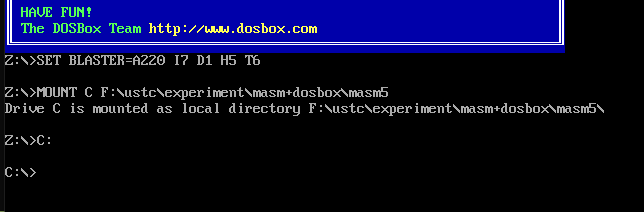 HAVE FUN!
The DOSBox Team http://www.dosbox.com
Z:\>SET BLASTER=A220 I7 D1 H5 T6
Z:\>MOUNT C F:\ustc\experiment\masm+dosbox\masm5
Drive C is mounted as local directory F:\ustc\experiment\masm+dosbox\masm5\
Z:\>C:
C:\>